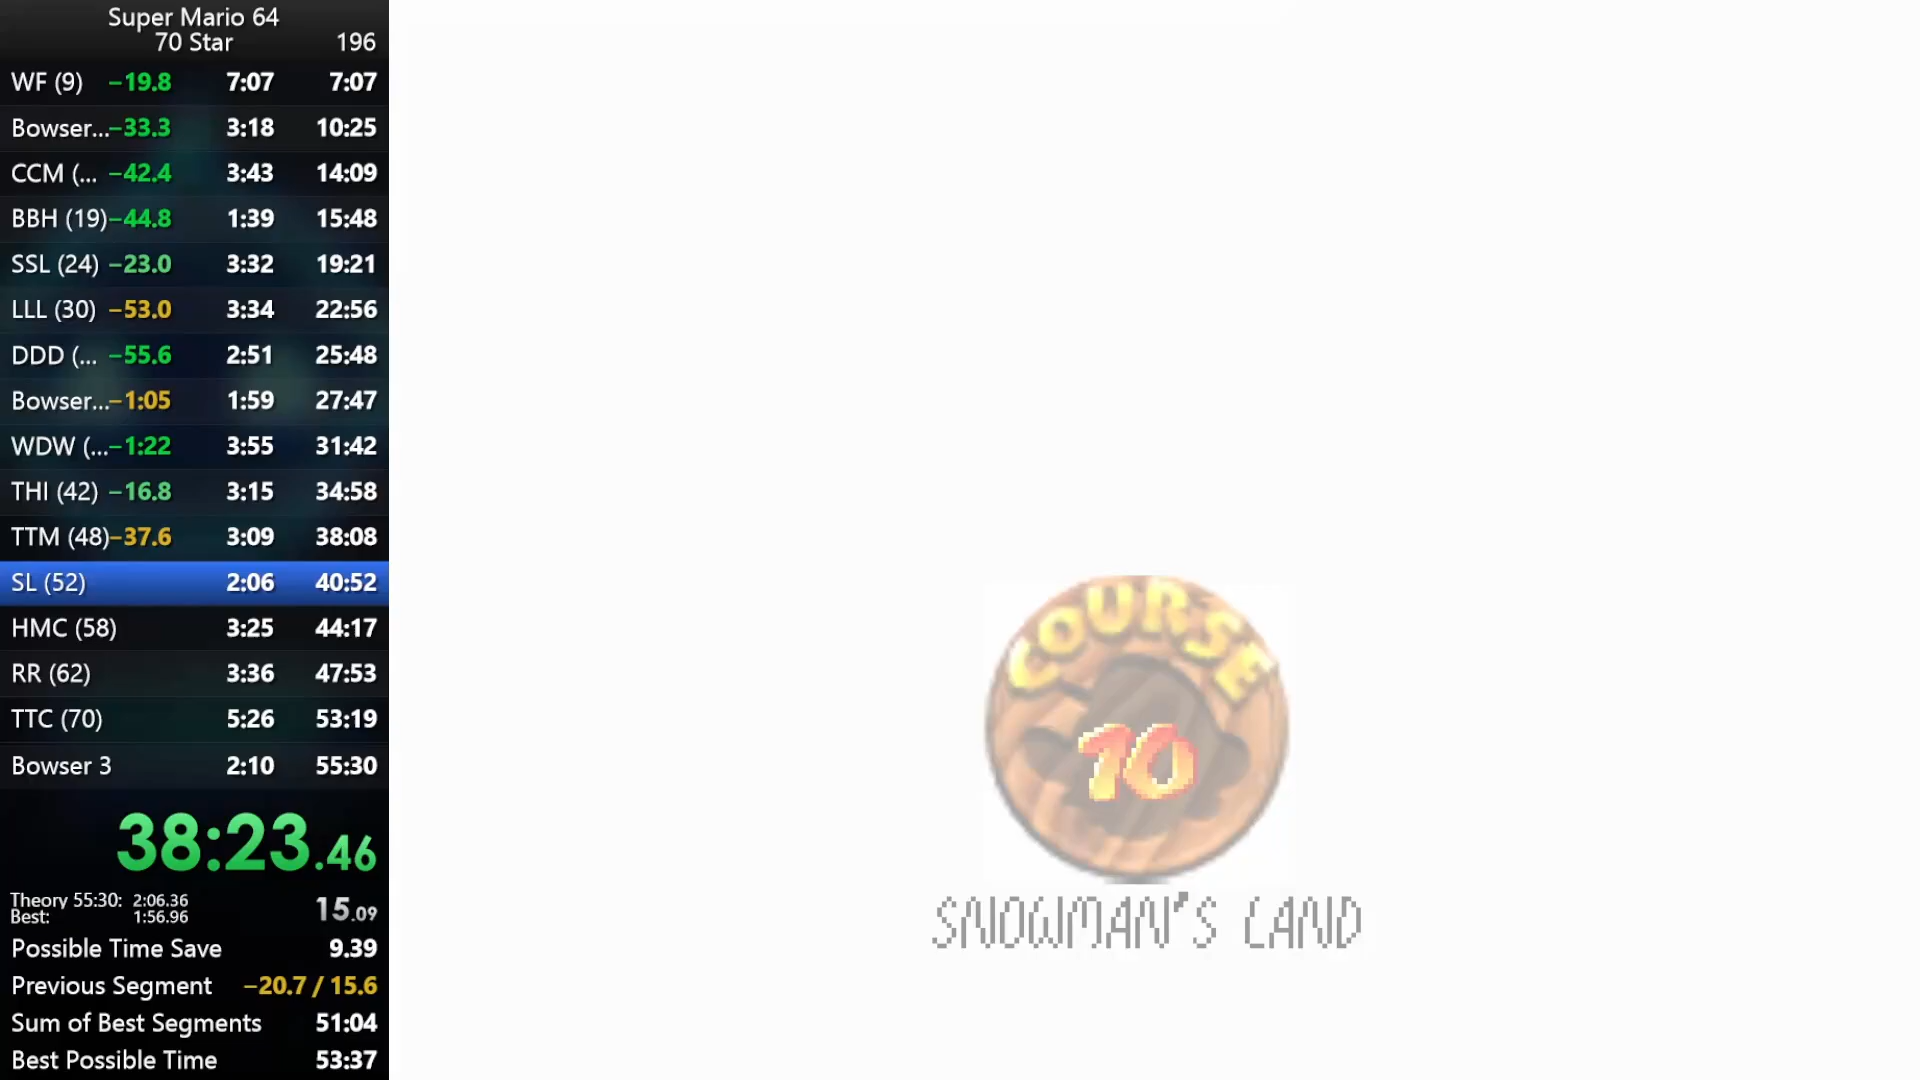 Super Mario 64
70 Star 196
WF (9) −19.8 7:07 7:07
Bowser...−33.3 3:18 10:25
CCM (... −42.4 3:43 14:09
BBH (19)−44.8 1:39 15:48
SSL (24) −23.0 3:32 19:21
LLL (30) −53.0 3:34 22:56
DDD (... −55.6 2:51 25:48
Bowser...−1:05 1:59 27:47
WDW (...−1:22 3:55 31:42
THI (42) −16.8 3:15 34:58
TTM (48)−37.6 3:09 38:08
SL (52) 2:06 40:52
HMC (58) 3:25 44:17
RR (62) 3:36 47:53
TTC (70) 5:26 53:19
Bowser 3 2:10 55:30
38:23.46
Theory 55:30: 2:06.36
Best: 1:56.96
15.09
Possible Time Save 9.39
Previous Segment −20.7 / 15.6
Sum of Best Segments 51:04
Best Possible Time 53:37
COURSE
10
SNOWMAN'S LAND